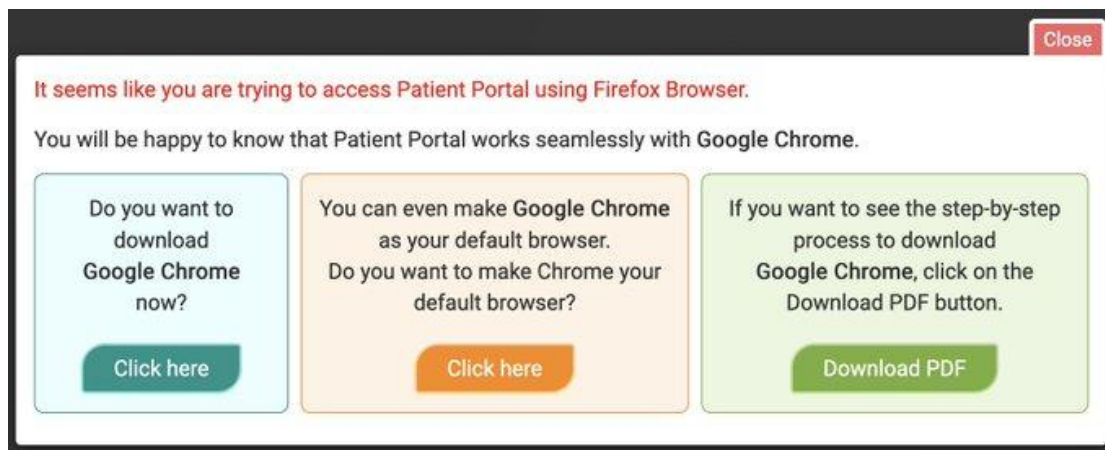 Close
It seems like you are trying to access Patient Portal using Firefox Browser.
You will be happy to know that Patient Portal works seamlessly with Google Chrome.
Do you want to
download
Google Chrome
now?
Click here
You can even make Google Chrome
as your default browser.
Do you want to make Chrome your
default browser?
Click here
If you want to see the step-by-step
process to download
Google Chrome, click on the
Download PDF button.
Download PDF